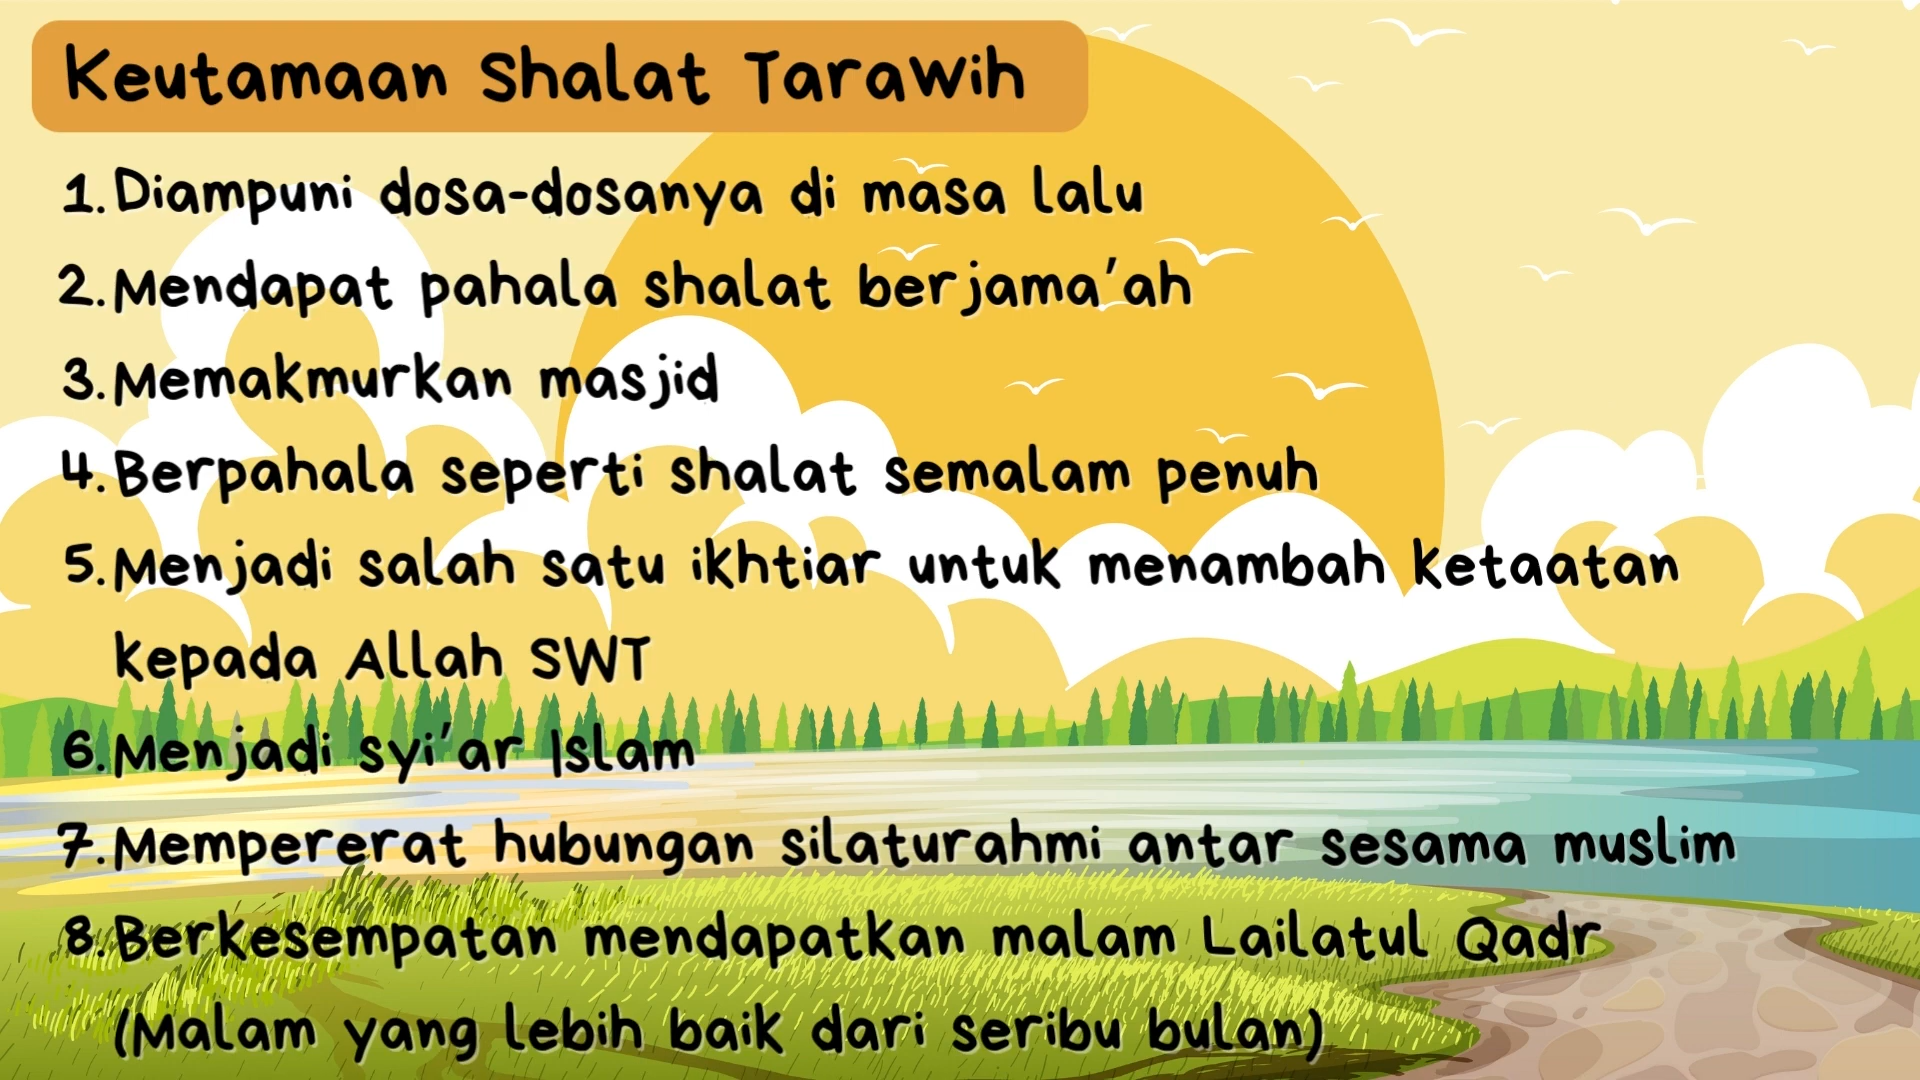 Keutamaan Shalat Tarawih
1. Diampuni dosa-dosanya di masa lalu
2. Mendapat pahala shalat berjama'ah
3. Memakmurkan masjid
4. Berpahala seperti shalat semalam penuh
5. Menjadi salah satu ikhtiar untuk menambah ketaatan
kepada Allah SWT
6. Menjadi syi'ar Islam
7. Mempererat hubungan silaturahmi antar sesama muslim
8. Berkesempatan mendapatkan malam Lailatul Qadr
(Malam yang lebih baik dari seribu bulan)